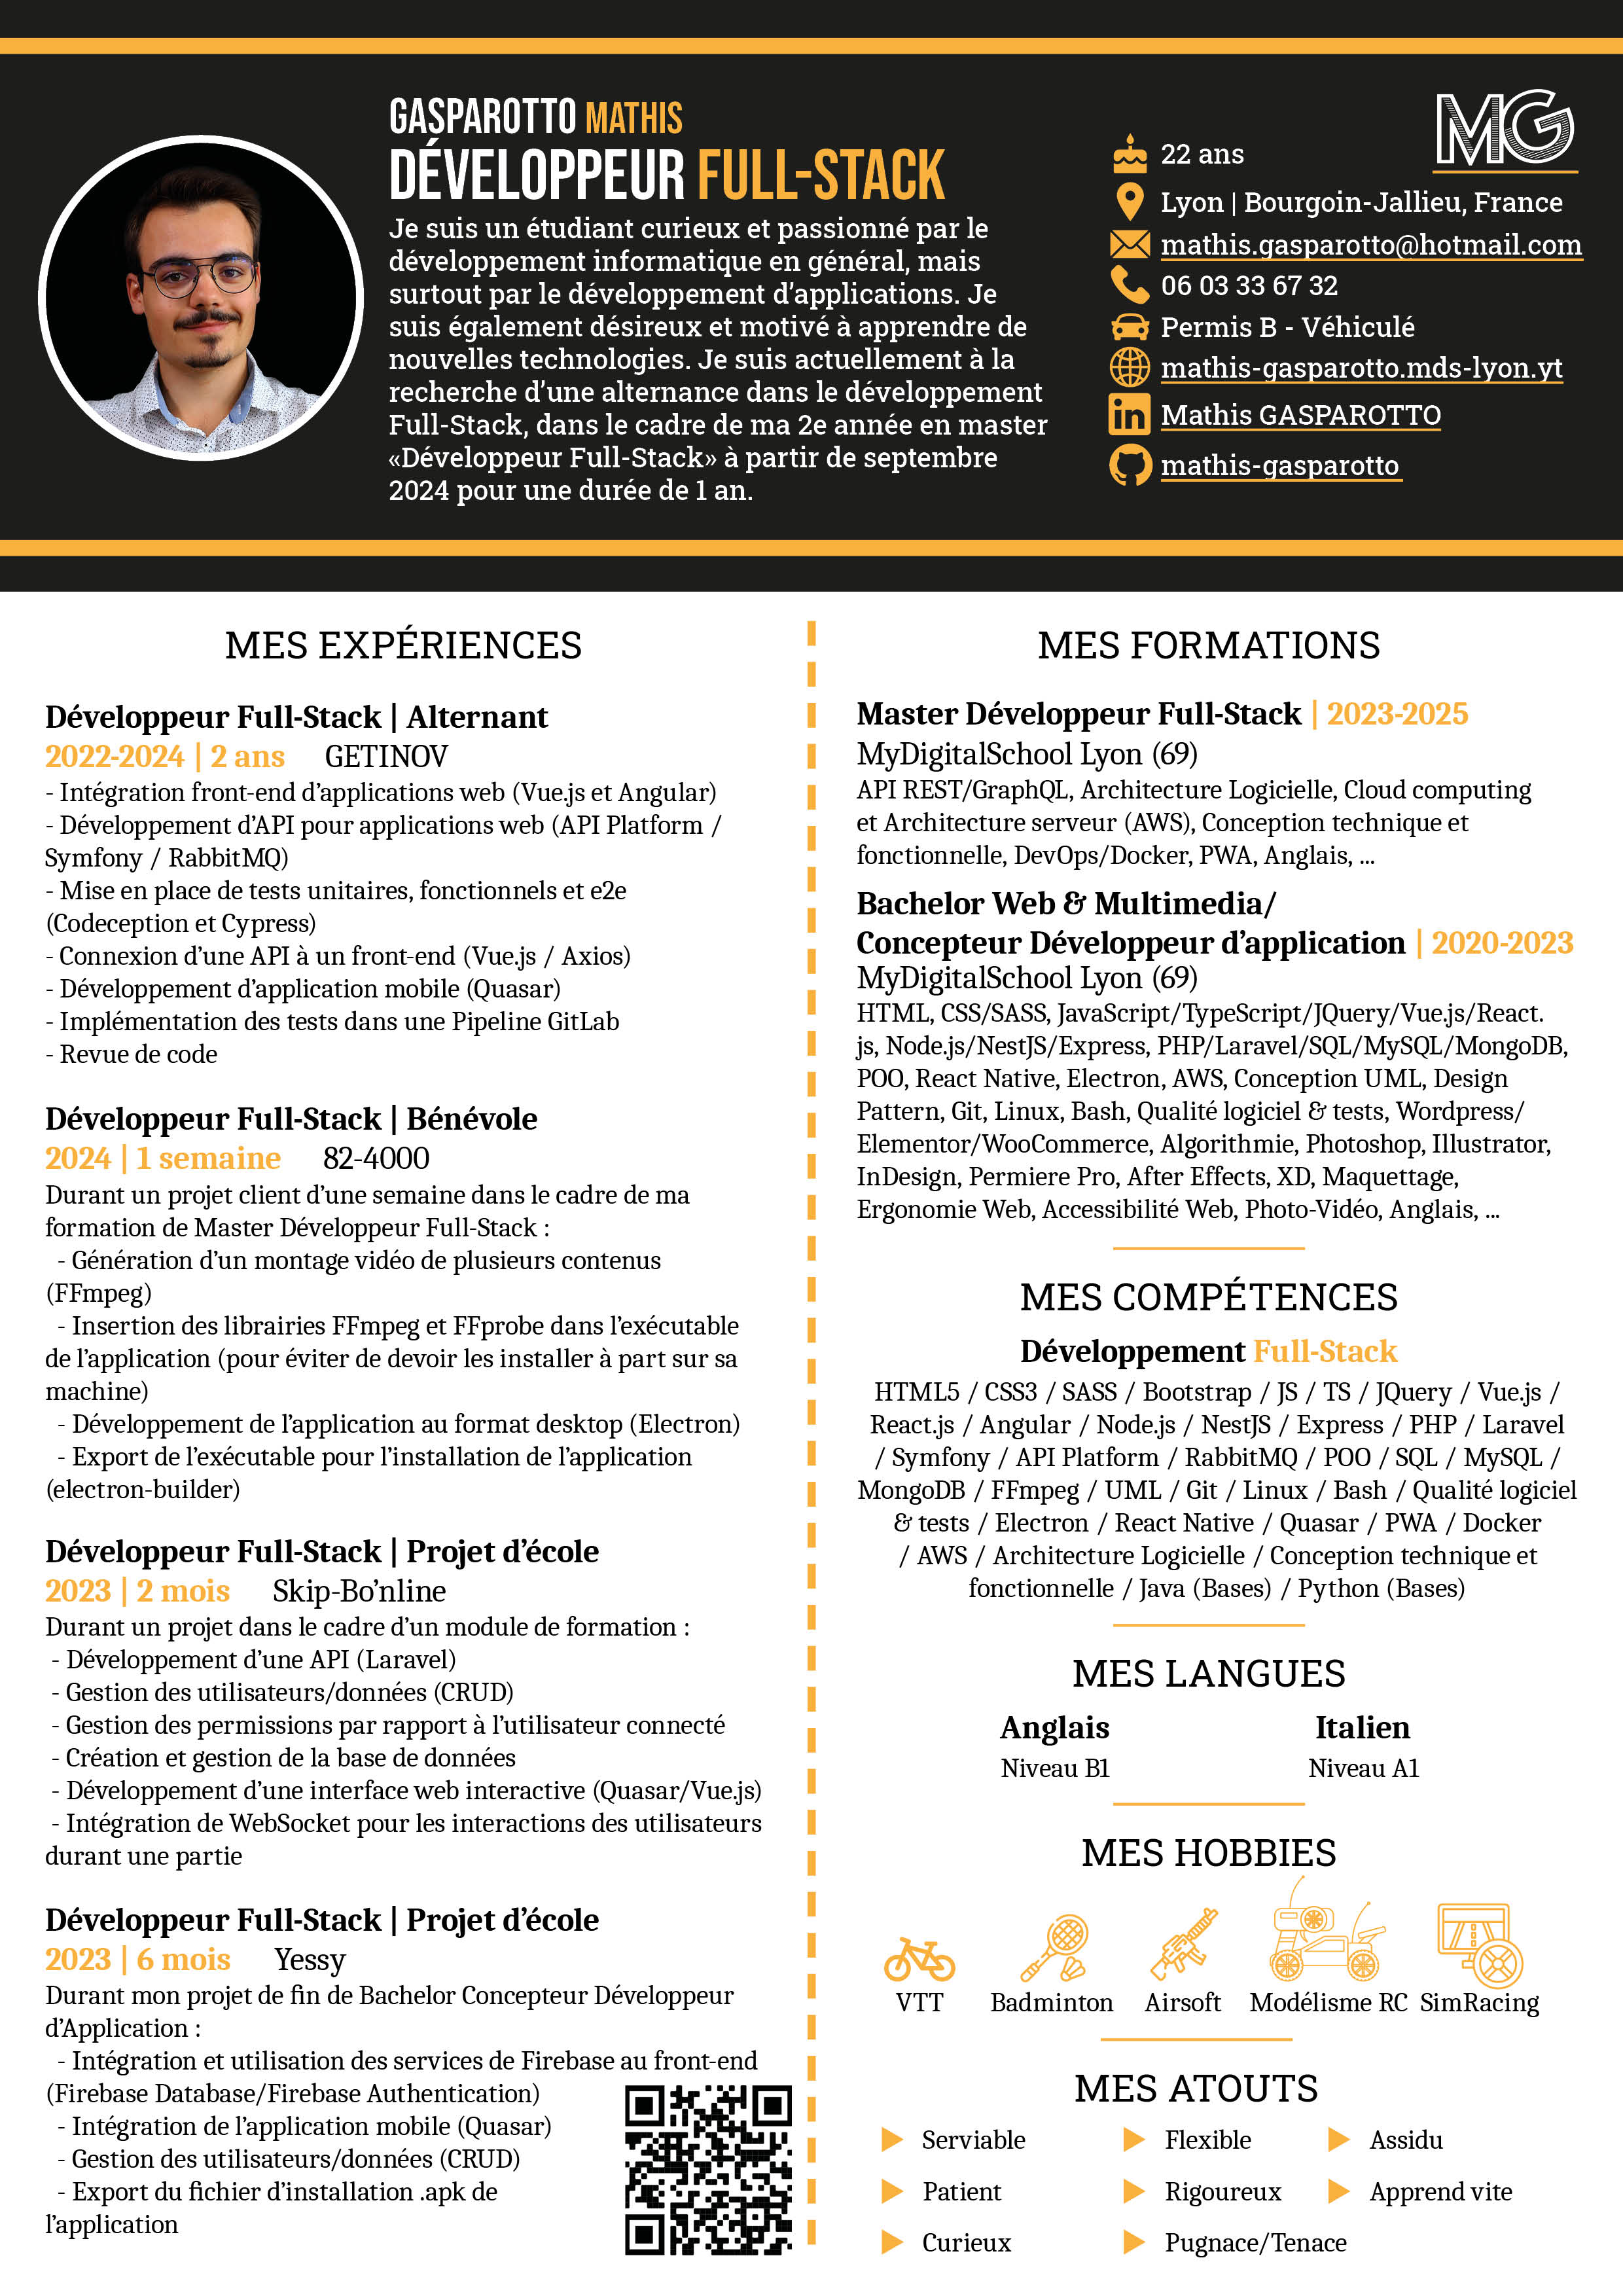 GASPAROTTO MATHIS
DÉVELOPPEUR FULL-STACK
Je suis un étudiant curieux et passionné par le
développement informatique en général, mais
surtout par le développement d’applications. Je
suis également désireux et motivé à apprendre de
nouvelles technologies. Je suis actuellement à la
recherche d’une alternance dans le développement
Full-Stack, dans le cadre de ma 2e année en master
«Développeur Full-Stack» à partir de septembre
2024 pour une durée de 1 an.
MG
22 ans
Lyon | Bourgoin-Jallieu, France
mathis.gasparotto@hotmail.com
06 03 33 67 32
Permis B - Véhiculé
mathis-gasparotto.mds-lyon.yt
in Mathis GASPAROTTO
mathis-gasparotto
MES EXPÉRIENCES
Développeur Full-Stack | Alternant
2022-2024 | 2 ans GETINOV
- Intégration front-end d’applications web (Vue.js et Angular)
- Développement d’API pour applications web (API Platform /
Symfony / RabbitMQ)
- Mise en place de tests unitaires, fonctionnels et e2e
(Codeception et Cypress)
- Connexion d’une API à un front-end (Vue.js / Axios)
- Développement d’application mobile (Quasar)
- Implémentation des tests dans une Pipeline GitLab
- Revue de code
Développeur Full-Stack | Bénévole
2024 | 1 semaine 82-4000
Durant un projet client d’une semaine dans le cadre de ma
formation de Master Développeur Full-Stack :
- Génération d’un montage vidéo de plusieurs contenus
(FFmpeg)
- Insertion des librairies FFmpeg et FFprobe dans l’exécutable
de l’application (pour éviter de devoir les installer à part sur sa
machine)
- Développement de l’application au format desktop (Electron)
- Export de l’exécutable pour l’installation de l’application
(electron-builder)
Développeur Full-Stack | Projet d’école
2023 | 2 mois Skip-Bo’nline
Durant un projet dans le cadre d’un module de formation :
- Développement d’une API (Laravel)
- Gestion des utilisateurs/données (CRUD)
- Gestion des permissions par rapport à l’utilisateur connecté
- Création et gestion de la base de données
- Développement d’une interface web interactive (Quasar/Vue.js)
- Intégration de WebSocket pour les interactions des utilisateurs
durant une partie
Développeur Full-Stack | Projet d’école
2023 | 6 mois Yessy
Durant mon projet de fin de Bachelor Concepteur Développeur
d’Application :
- Intégration et utilisation des services de Firebase au front-end
(Firebase Database/Firebase Authentication)
- Intégration de l’application mobile (Quasar)
- Gestion des utilisateurs/données (CRUD)
- Export du fichier d’installation .apk de
l’application
MES FORMATIONS
Master Développeur Full-Stack | 2023-2025
MyDigitalSchool Lyon (69)
API REST/GraphQL, Architecture Logicielle, Cloud computing
et Architecture serveur (AWS), Conception technique et
fonctionnelle, DevOps/Docker, PWA, Anglais, ...
Bachelor Web & Multimedia/
Concepteur Développeur d’application | 2020-2023
MyDigitalSchool Lyon (69)
HTML, CSS/SASS, JavaScript/TypeScript/JQuery/Vue.js/React.
js, Node.js/NestJS/Express, PHP/Laravel/SQL/MySQL/MongoDB,
POO, React Native, Electron, AWS, Conception UML, Design
Pattern, Git, Linux, Bash, Qualité logiciel & tests, Wordpress/
Elementor/WooCommerce, Algorithmie, Photoshop, Illustrator,
InDesign, Permiere Pro, After Effects, XD, Maquettage,
Ergonomie Web, Accessibilité Web, Photo-Vidéo, Anglais, ...
MES COMPÉTENCES
Développement Full-Stack
HTML5 / CSS3 / SASS / Bootstrap / JS / TS / JQuery / Vue.js /
React.js / Angular / Node.js / NestJS / Express / PHP / Laravel
/ Symfony / API Platform / RabbitMQ / POO / SQL / MySQL /
MongoDB / FFmpeg / UML / Git / Linux / Bash / Qualité logiciel
& tests / Electron / React Native / Quasar / PWA / Docker
/ AWS / Architecture Logicielle / Conception technique et
fonctionnelle / Java (Bases) / Python (Bases)
MES LANGUES
Anglais Italien
Niveau B1 Niveau A1
MES HOBBIES
VTT Badminton Airsoft Modélisme RC SimRacing
MES ATOUTS
Serviable Flexible Assidu
Patient Rigoureux Apprend vite
Curieux Pugnace/Tenace